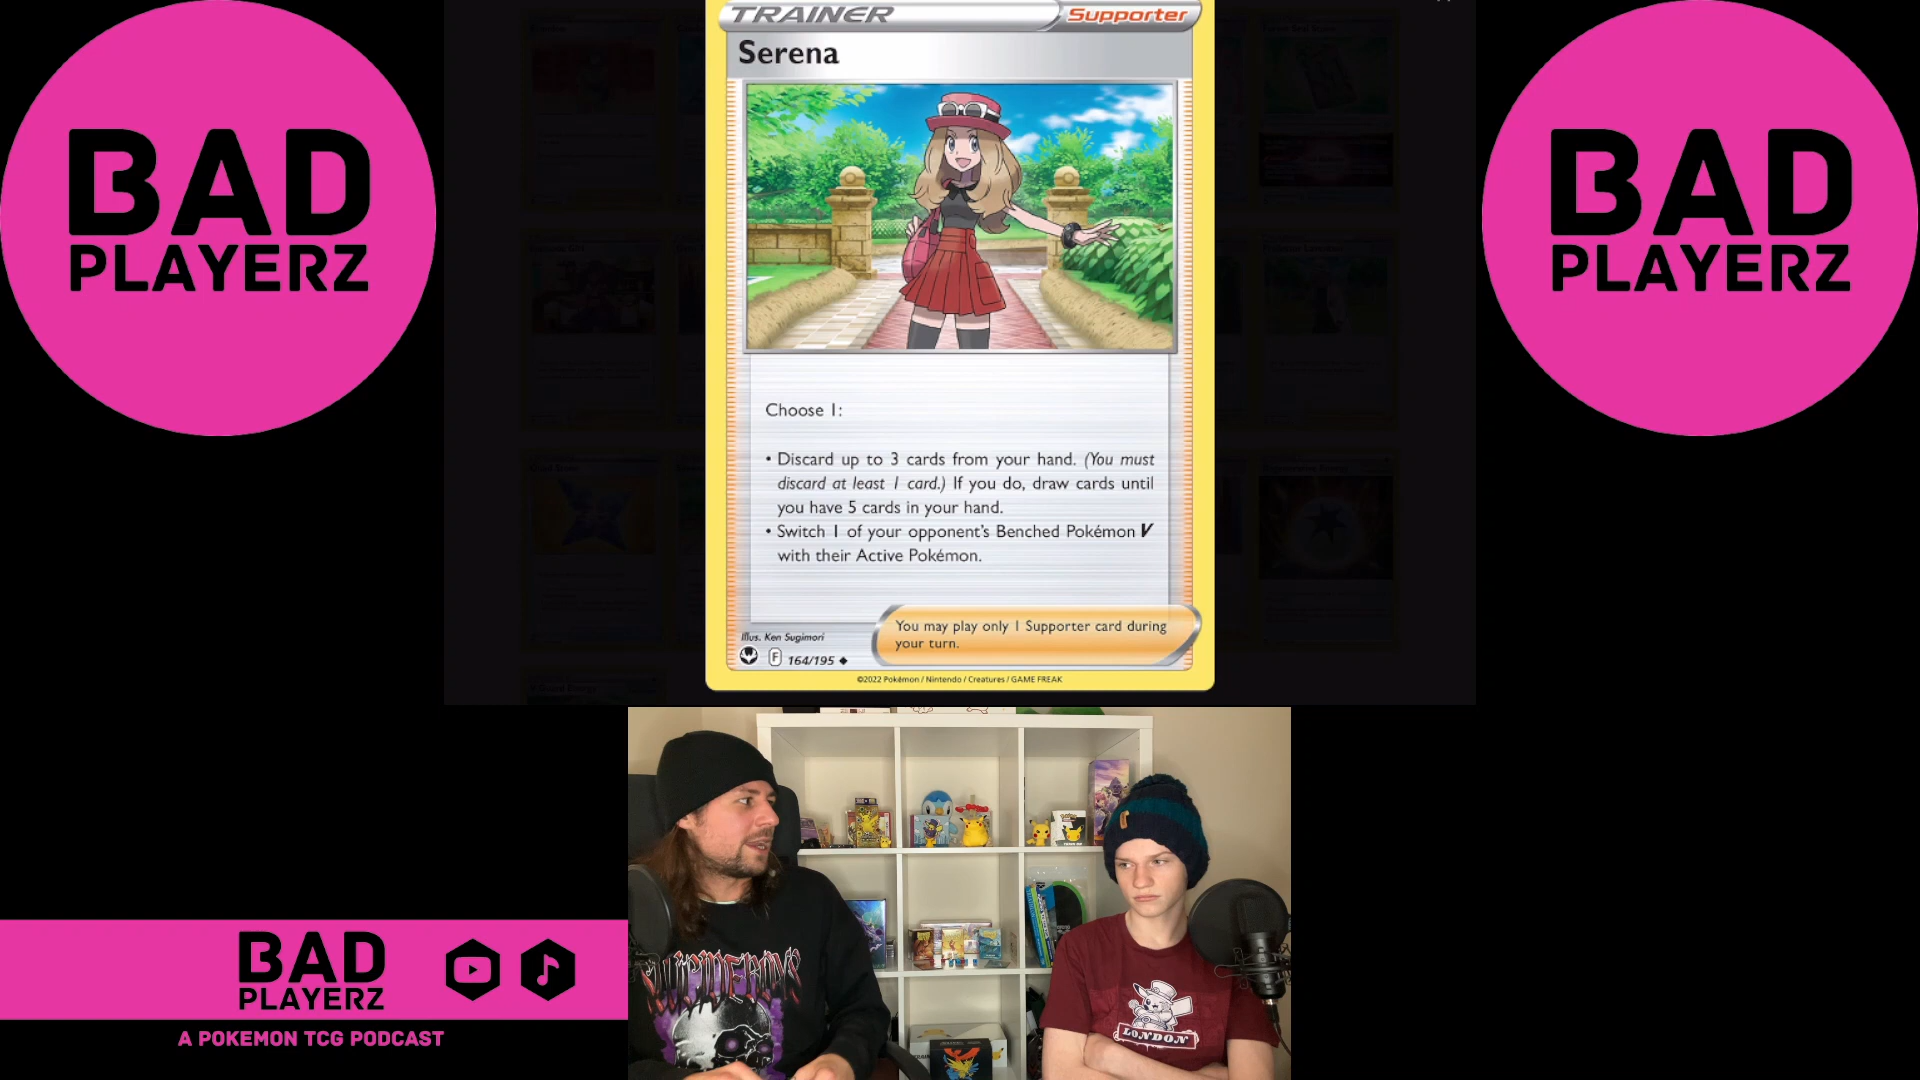 BAD
PLAYERZ
TRAINER
Supporter
Serena
Choose 1:
• Discard up to 3 cards from your hand. (You must
discard at least 1 card.) If you do, draw cards until
you have 5 cards in your hand.
• Switch 1 of your opponent's Benched Pokémon V
with their Active Pokémon.
Illus. Ken Sugimori
F 164/195
You may play only 1 Supporter card during
your turn.
©2022 Pokémon / Nintendo / Creatures / GAME FREAK
BAD
PLAYERZ
BAD
PLAYERZ
A POKEMON TCG PODCAST
LONDON